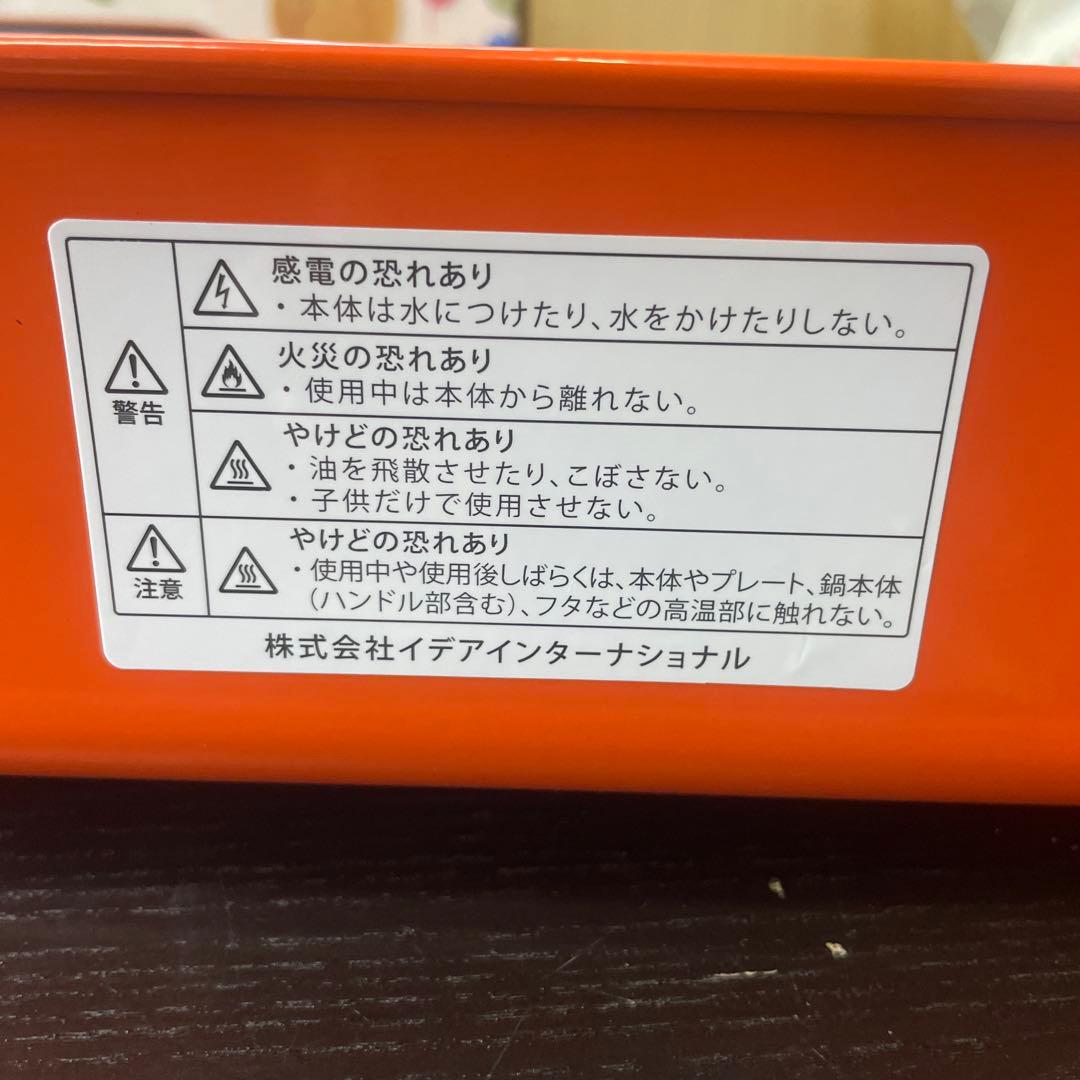 警告
感電の恐れあり
・本体は水につけたり、水をかけたりしない。
火災の恐れあり
・使用中は本体から離れない。
やけどの恐れあり
・油を飛散させたり、こぼさない。
・子供だけで使用させない。
注意
やけどの恐れあり
・使用中や使用後しばらくは、本体やプレート、鍋本体
（ハンドル部含む）、フタなどの高温部に触れない。
株式会社イデアインターナショナル